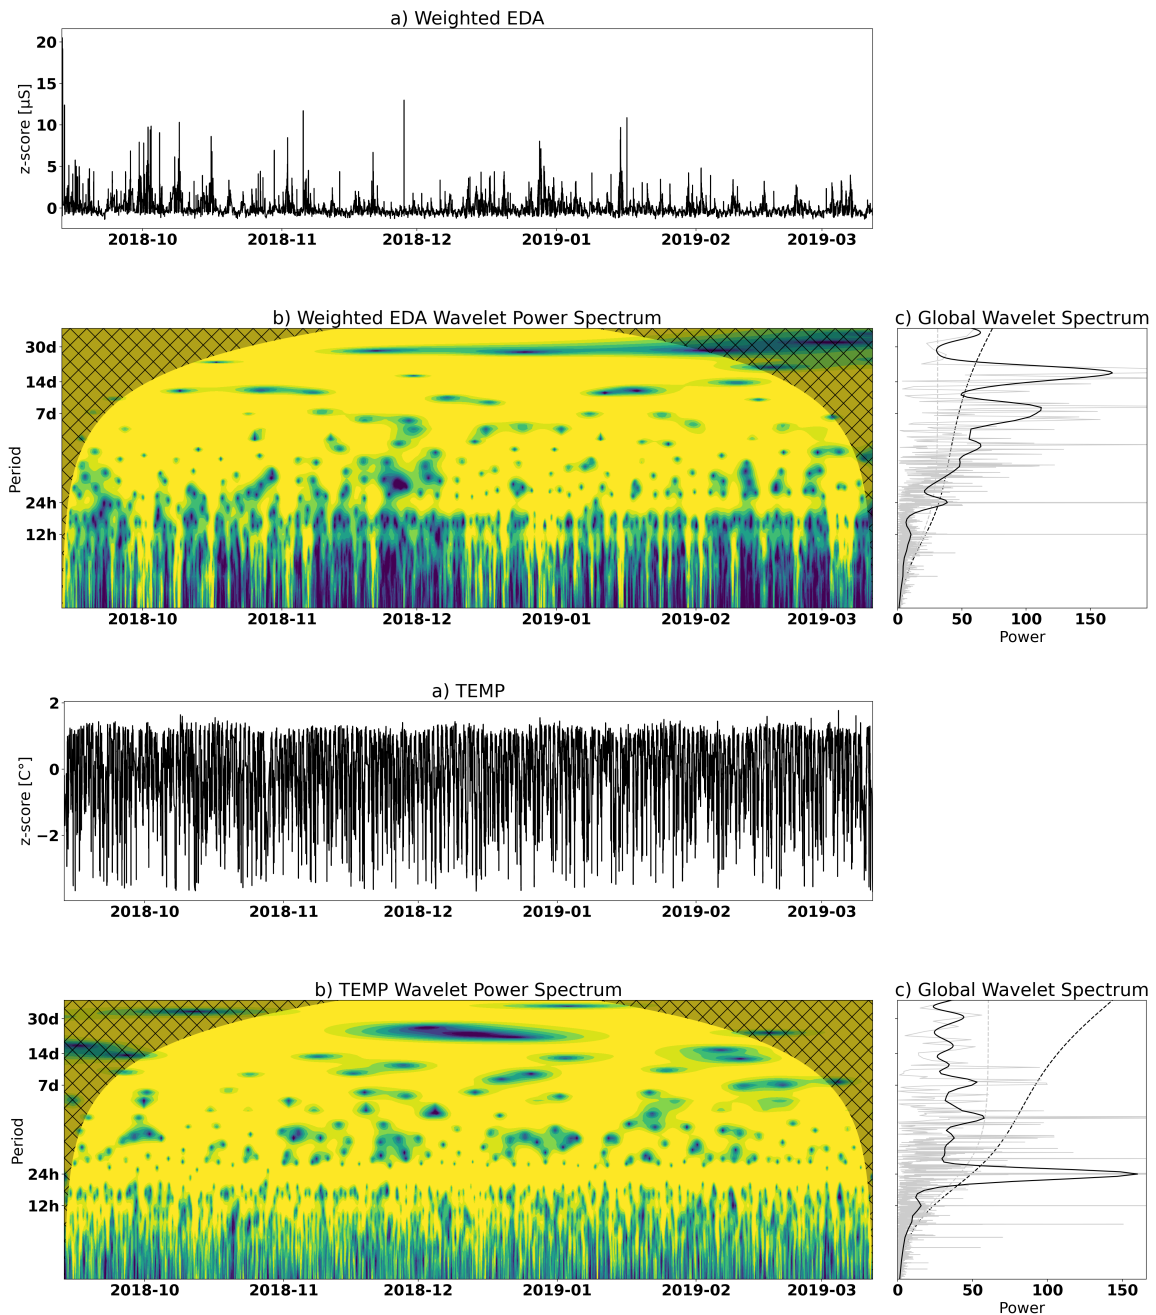 a) Weighted EDA
20
15
10
5
0
z-score [µS]
2018-10 2018-11 2018-12 2019-01 2019-02 2019-03
b) Weighted EDA Wavelet Power Spectrum
c) Global Wavelet Spectrum
30d
14d
7d
24h
12h
Period
2018-10 2018-11 2018-12 2019-01 2019-02 2019-03
0 50 100 150
Power
a) TEMP
2
0
−2
z-score [C°]
2018-10 2018-11 2018-12 2019-01 2019-02 2019-03
b) TEMP Wavelet Power Spectrum
c) Global Wavelet Spectrum
30d
14d
7d
24h
12h
Period
2018-10 2018-11 2018-12 2019-01 2019-02 2019-03
0 50 100 150
Power